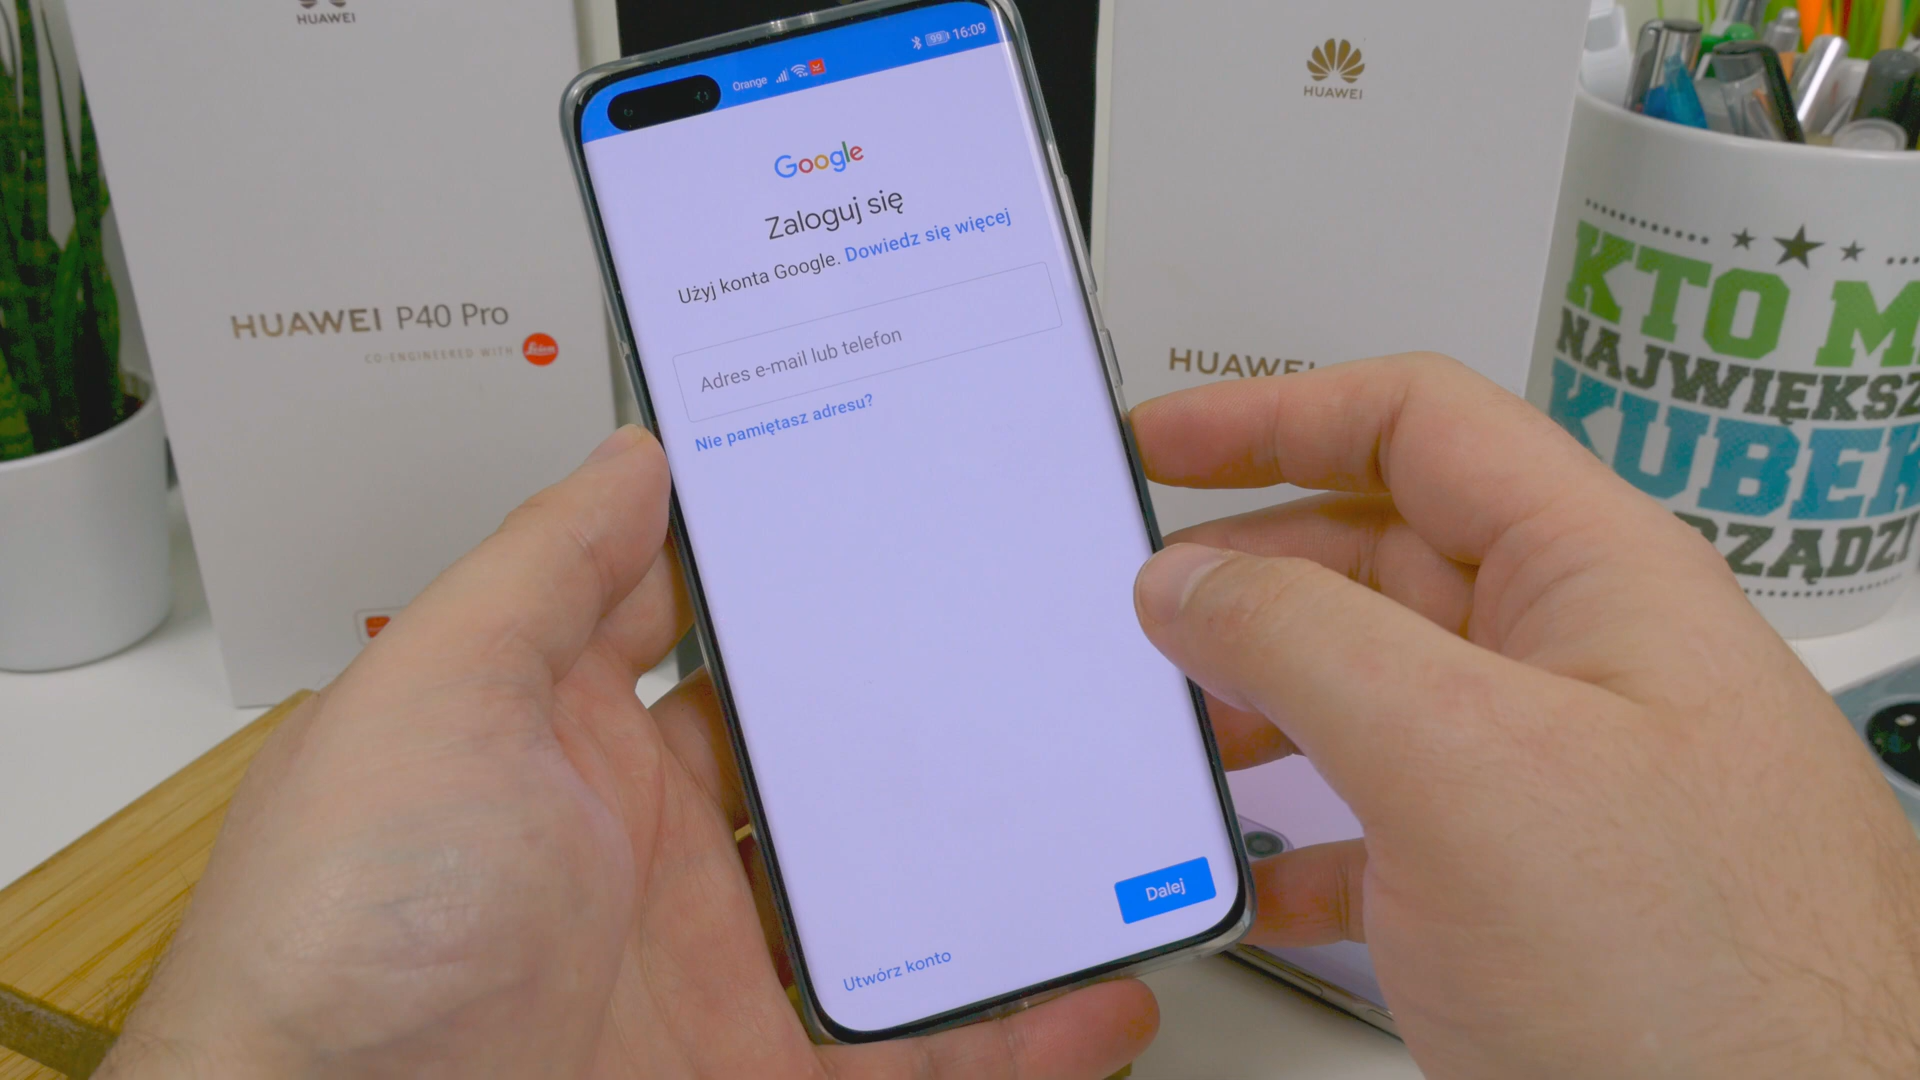 HUAWEI
HUAWEI P40 Pro
CO-ENGINEERED WITH
Leica
Orange
99
16:09
Google
Zaloguj się
Użyj konta Google. Dowiedz się więcej
Adres e-mail lub telefon
Nie pamiętasz adresu?
Dalej
Utwórz konto
HUAWEI
HUAWEI
KTO M
NAJWIĘKSZ
KUBEK
RZĄDZI